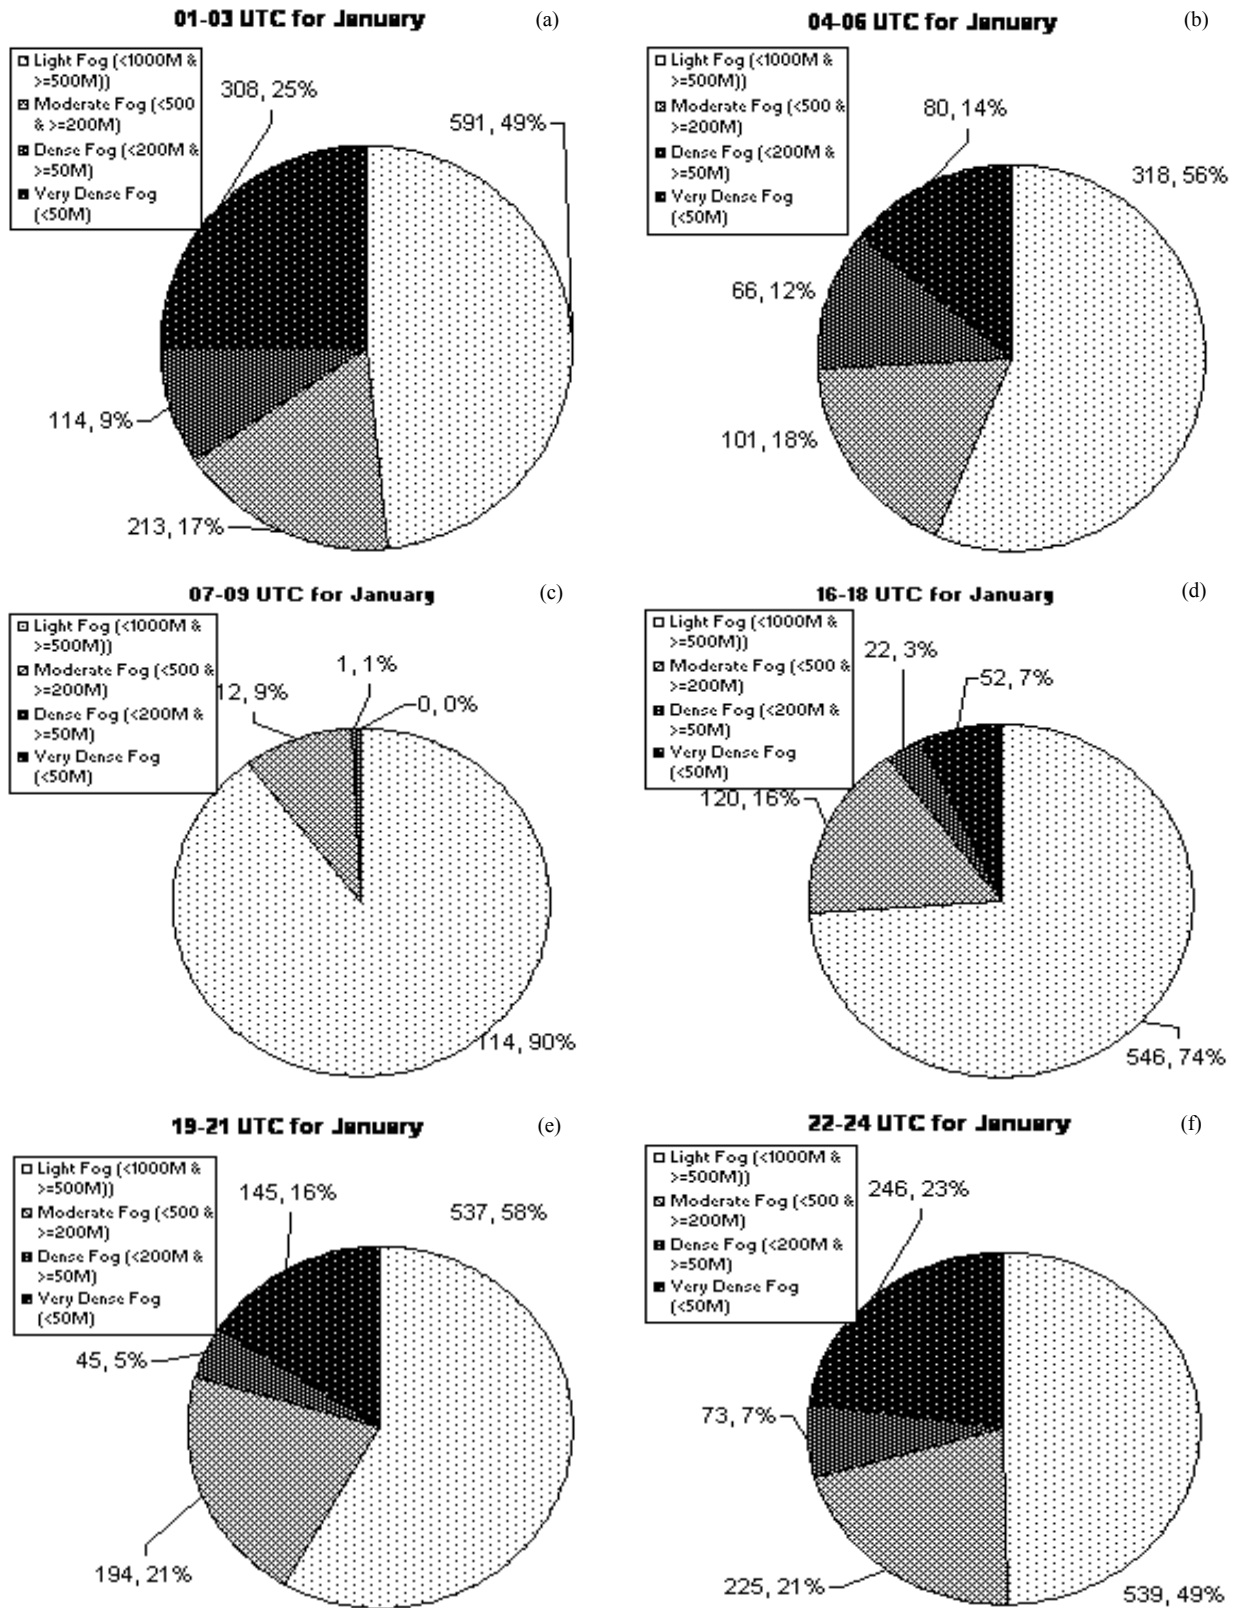 01-03 UTC for January
(a)
Light Fog (<1000M &
>=500M))
Moderate Fog (<500
& >=200M)
Dense Fog (<200M &
>=50M)
Very Dense Fog
(<50M)
308, 25%
591, 49%
114, 9%
213, 17%
04-06 UTC for January
(b)
Light Fog (<1000M &
>=500M))
Moderate Fog (<500 &
>=200M)
Dense Fog (<200M &
>=50M)
Very Dense Fog
(<50M)
80, 14%
318, 56%
66, 12%
101, 18%
07-09 UTC for January
(c)
Light Fog (<1000M &
>=500M))
Moderate Fog (<500 &
>=200M)
Dense Fog (<200M &
>=50M)
Very Dense Fog
(<50M)
1, 1%
12, 9%
0, 0%
114, 90%
16-18 UTC for January
(d)
Light Fog (<1000M &
>=500M))
Moderate Fog (<500 &
>=200M)
Dense Fog (<200M &
>=50M)
Very Dense Fog
(<50M)
22, 3%
52, 7%
120, 16%
546, 74%
19-21 UTC for January
(e)
Light Fog (<1000M &
>=500M))
Moderate Fog (<500 &
>=200M)
Dense Fog (<200M &
>=50M)
Very Dense Fog
(<50M)
145, 16%
537, 58%
45, 5%
194, 21%
22-24 UTC for January
(f)
Light Fog (<1000M &
>=500M))
Moderate Fog (<500 &
>=200M)
Dense Fog (<200M &
>=50M)
Very Dense Fog
(<50M)
246, 23%
73, 7%
225, 21%
539, 49%